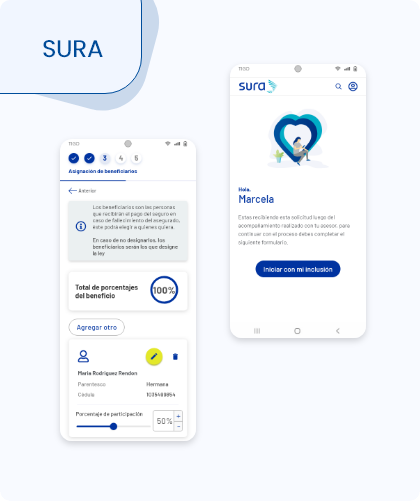 SURA
11:00
3 4 5
Asignación de beneficiarios
Anterior
Los beneficiarios son las personas
que recibirán el pago del seguro en
caso de fallecimiento del asegurado,
este podrá elegir a quienes quiera.
En caso de no designarlos, los
beneficiarios serán los que designe
la ley
Total de porcentajes
del beneficio
100%
Agregar otro
Maria Rodriguez Rendon
Parentesco Hermana
Cédula
Porcentaje de participación
50%
+
-
11:00
sura
Hola,
Marcela
Estas recibiendo esta solicitud luego del
acompañamiento realizado con tu asesor, para
continuar con el proceso debes completar el
siguiente formulario.
Iniciar con mi inclusión